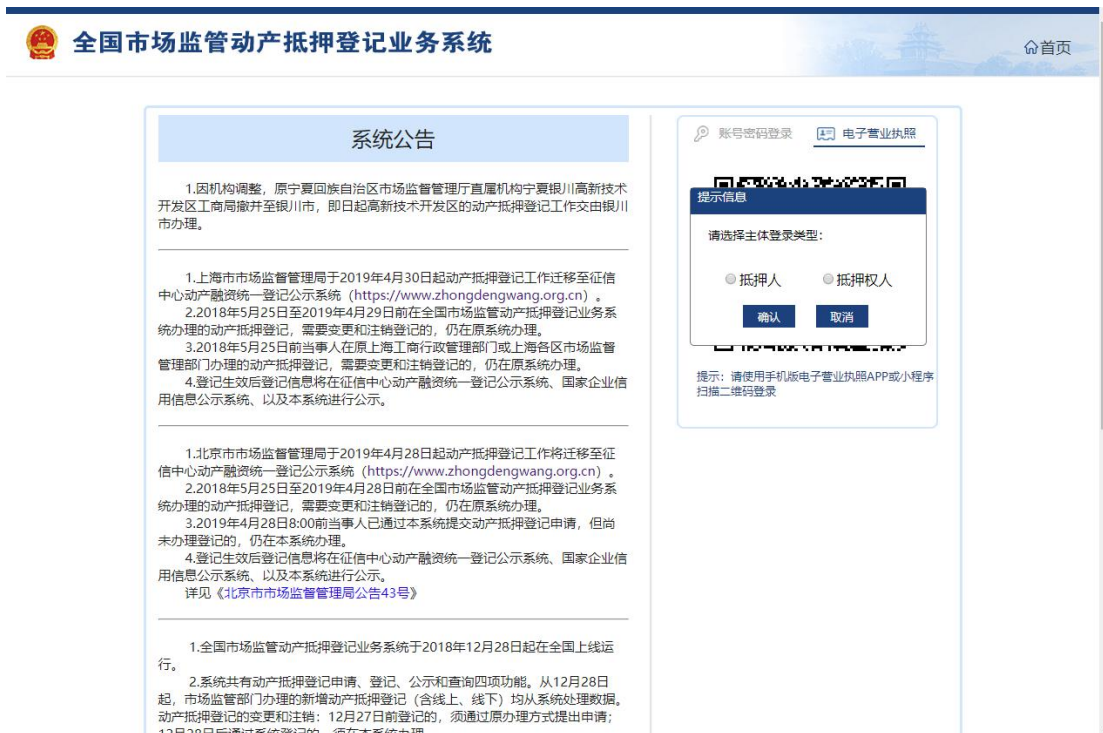 全国市场监管动产抵押登记业务系统
首页
系统公告
1.因机构调整，原宁夏回族自治区市场监督管理厅直属机构宁夏银川高新技术
开发区工商局撤并至银川市，即日起高新技术开发区的动产抵押登记工作交由银川
市办理。
1.上海市市场监督管理局于2019年4月30日起动产抵押登记工作迁移至征信
中心动产融资统一登记公示系统（https://www.zhongdengwang.org.cn）。
2.2018年5月25日至2019年4月29日前在全国市场监管动产抵押登记业务系
统办理的动产抵押登记，需要变更和注销登记的，仍在原系统办理。
3.2018年5月25日前当事人在原上海工商行政管理部门或上海各区市场监督
管理部门办理的动产抵押登记，需要变更和注销登记的，仍在原系统办理。
4.登记生效后登记信息将在征信中心动产融资统一登记公示系统、国家企业信
用信息公示系统、以及本系统进行公示。
1.北京市市场监督管理局于2019年4月28日起动产抵押登记工作将迁移至征
信中心动产融资统一登记公示系统（https://www.zhongdengwang.org.cn）。
2.2018年5月25日至2019年4月28日前在全国市场监管动产抵押登记业务系
统办理的动产抵押登记，需要变更和注销登记的，仍在原系统办理。
3.2019年4月28日8:00前当事人已通过本系统提交动产抵押登记申请，但尚
未办理登记的，仍在本系统办理。
4.登记生效后登记信息将在征信中心动产融资统一登记公示系统、国家企业信
用信息公示系统、以及本系统进行公示。
详见《北京市市场监督管理局公告43号》
1.全国市场监管动产抵押登记业务系统于2018年12月28日起在全国上线运
行。
2.系统共有动产抵押登记申请、登记、公示和查询四项功能。从12月28日
起，市场监管部门办理的新增动产抵押登记（含线上、线下）均从系统处理数据。
动产抵押登记的变更和注销：12月27日前登记的，须通过原办理方式提出申请；
12月28日后通过系统登记的，须在本系统办理
账号密码登录
电子营业执照
提示信息
请选择主体登录类型：
抵押人 抵押权人
确认 取消
提示：请使用手机版电子营业执照APP或小程序
扫描二维码登录